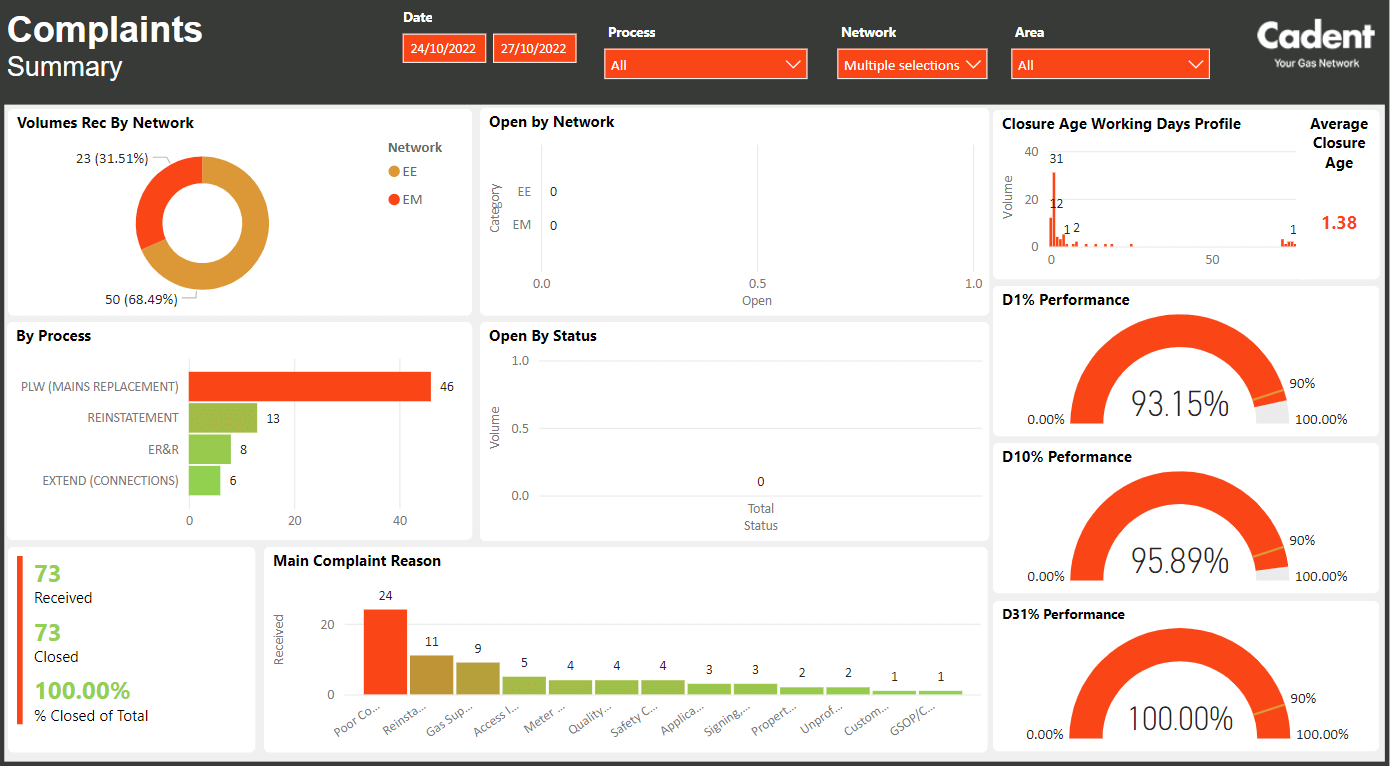 Complaints
Summary
Date
24/10/2022
27/10/2022
Process
All
Network
Multiple selections
Area
All
Cadent
Your Gas Network
Volumes Rec By Network
23 (31.51%)
50 (68.49%)
Network
EE
EM
Open by Network
Category
EE
0
EM
0
0.0
0.5
1.0
Open
Closure Age Working Days Profile
Volume
40
20
0
31
12
1
2
1
0
50
Average
Closure
Age
1.38
By Process
PLW (MAINS REPLACEMENT)
46
REINSTATEMENT
13
ER&R
8
EXTEND (CONNECTIONS)
6
0
20
40
Open By Status
Volume
1.0
0.5
0.0
0
Total
Status
D1% Performance
93.15%
90%
0.00%
100.00%
D10% Peformance
95.89%
90%
0.00%
100.00%
D31% Performance
100.00%
90%
0.00%
100.00%
73
Received
73
Closed
100.00%
% Closed of Total
Main Complaint Reason
Received
20
0
24
11
9
5
4
4
4
3
3
2
2
1
1
Poor Co...
Reinsta...
Gas Sup...
Access I...
Meter ...
Quality...
Safety C...
Applica...
Signing,...
Propert...
Unprof...
Custom...
GSOP/C...